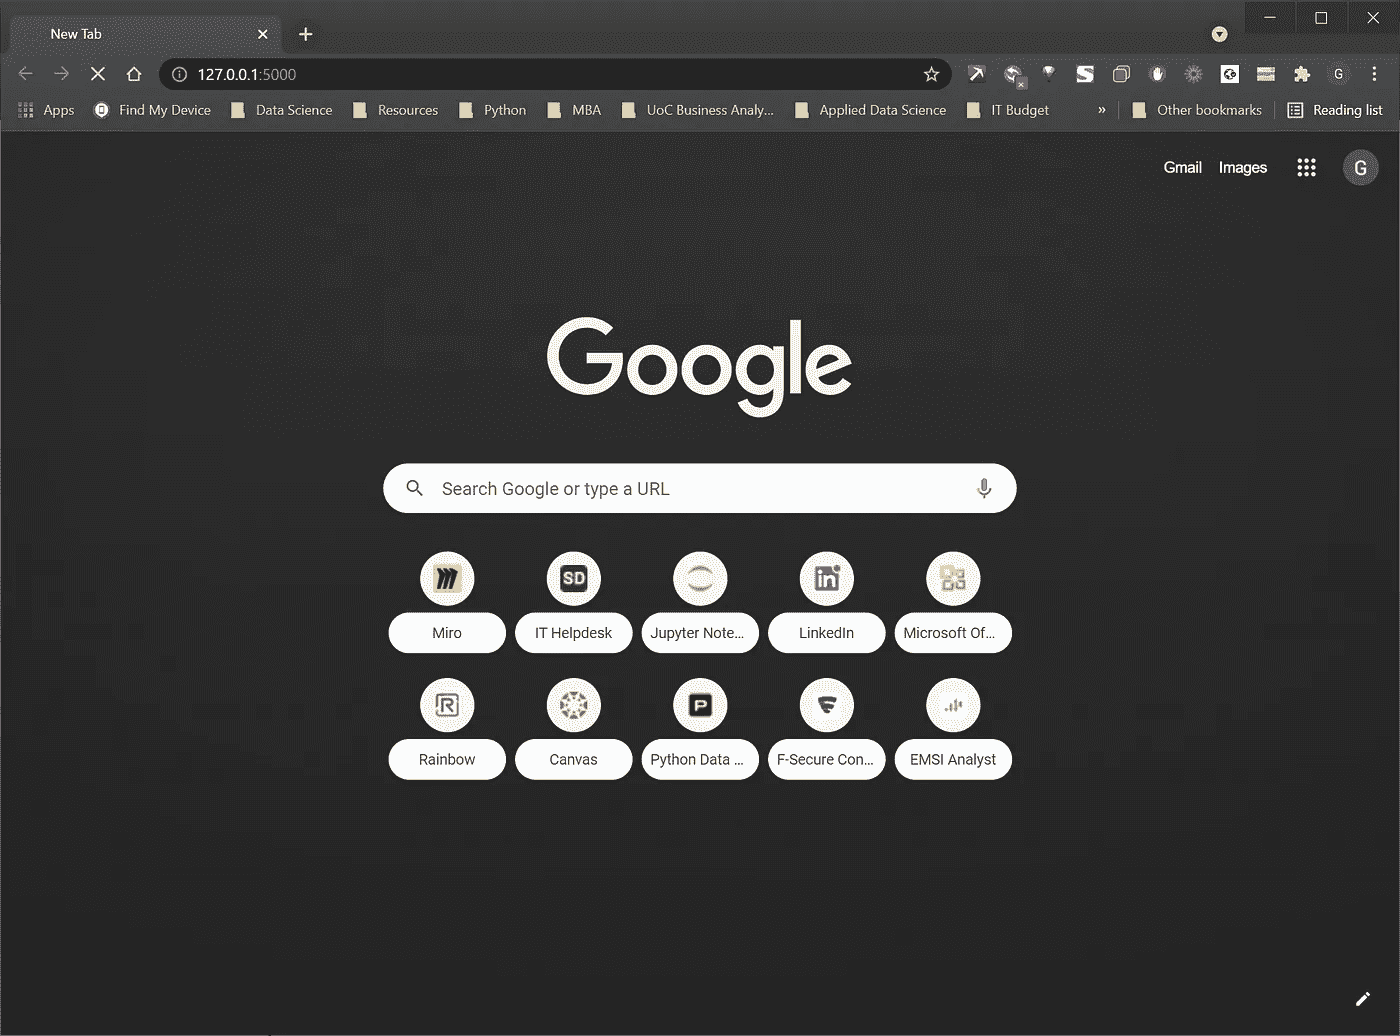 New Tab
127.0.0.1:5000
G
Apps Find My Device Data Science Resources Python MBA UoC Business Analy... Applied Data Science IT Budget » Other bookmarks Reading list
Gmail Images G
Google
Search Google or type a URL
SD
in
Miro IT Helpdesk Jupyter Note... LinkedIn Microsoft Of...
R
P
Rainbow Canvas Python Data ... F-Secure Con... EMSI Analyst